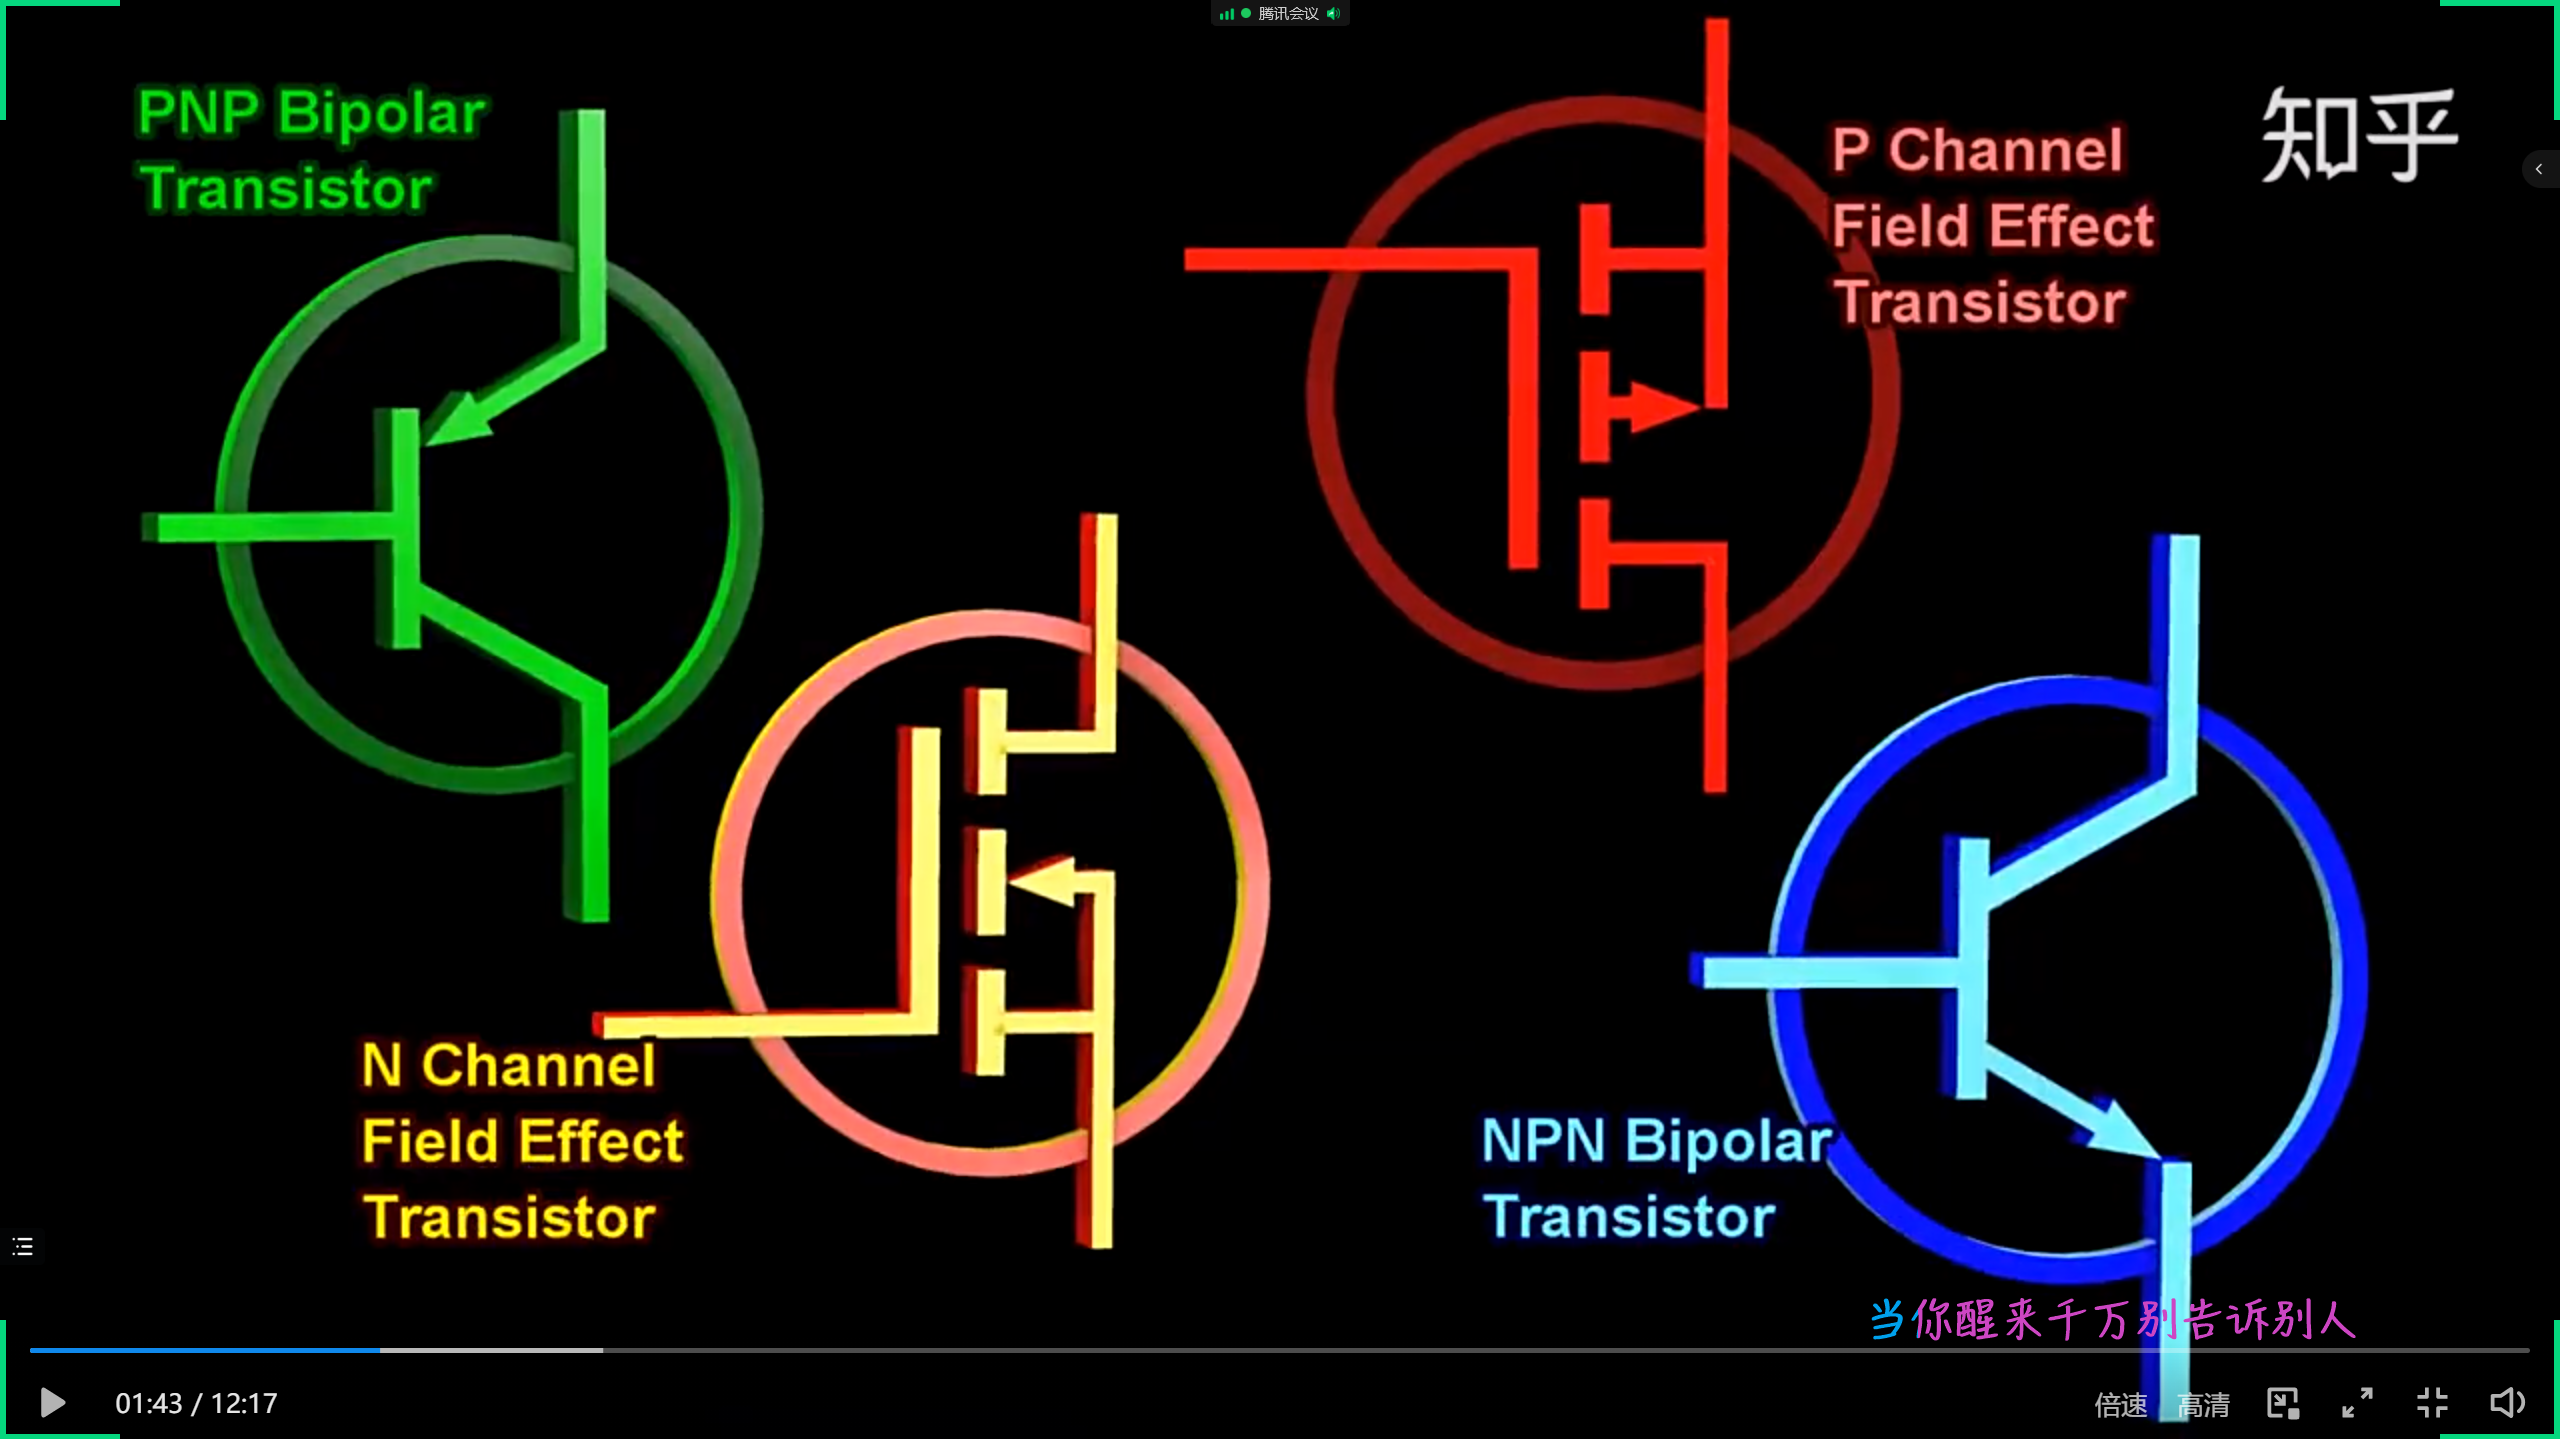 腾讯会议
PNP Bipolar
Transistor
P Channel
Field Effect
Transistor
知乎
N Channel
Field Effect
Transistor
NPN Bipolar
Transistor
当你醒来千万别告诉别人
01:43 / 12:17
倍速
高清